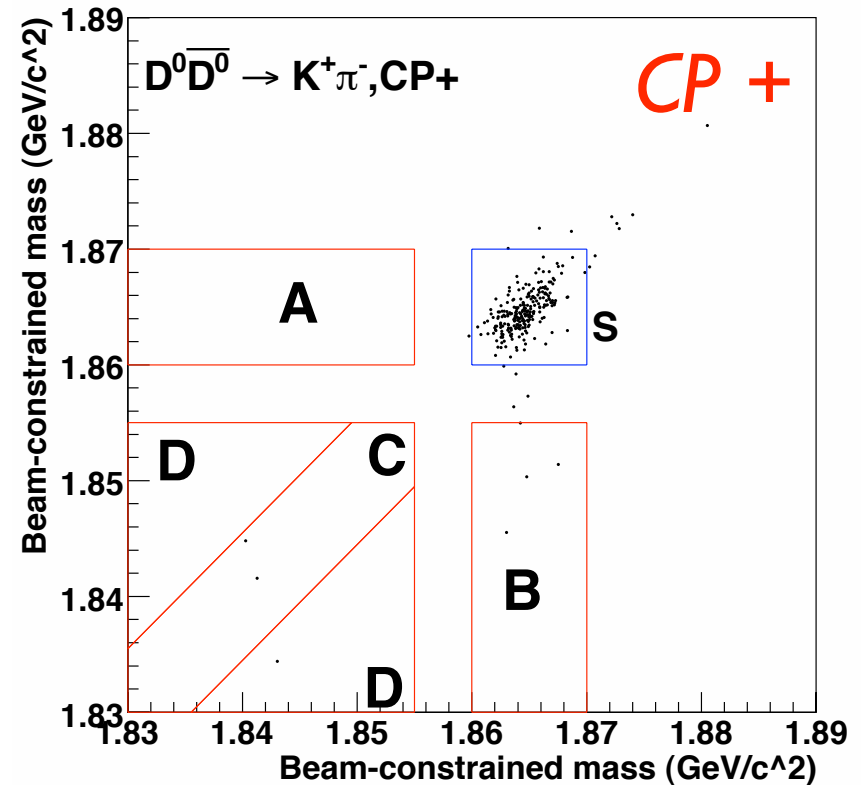 D⁰D̅⁰ → K⁺π⁻,CP+
CP +
Beam-constrained mass (GeV/c^2)
1.89
1.88
1.87
1.86
1.85
1.84
1.83
A
S
D
C
B
D
1.83 1.84 1.85 1.86 1.87 1.88 1.89
Beam-constrained mass (GeV/c^2)